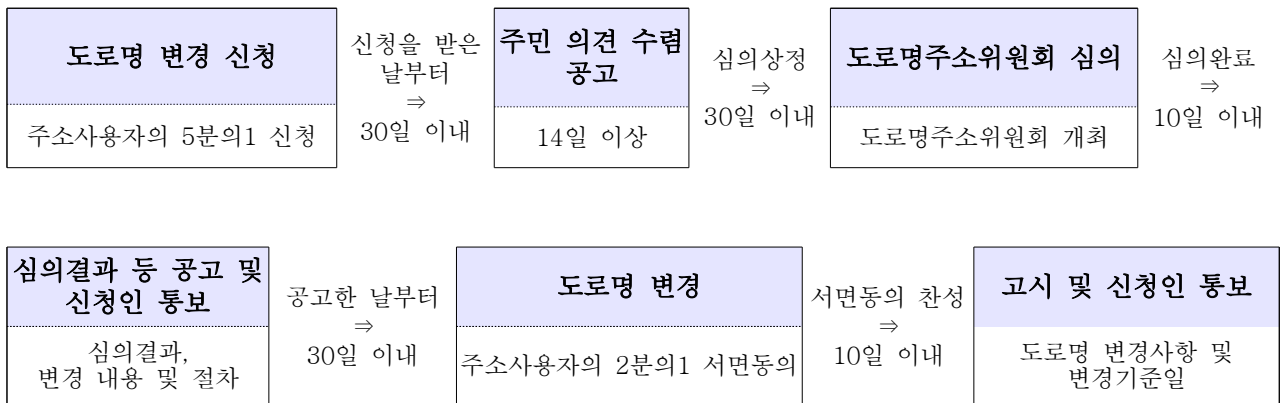 도로명 변경 신청
주소사용자의 5분의1 신청
신청을 받은
날부터
⇒
30일 이내
주민 의견 수렴
공고
14일 이상
심의상정
⇒
30일 이내
도로명주소위원회 심의
도로명주소위원회 개최
심의완료
⇒
10일 이내
심의결과 등 공고 및
신청인 통보
심의결과,
변경 내용 및 절차
공고한 날부터
⇒
30일 이내
도로명 변경
주소사용자의 2분의1 서면동의
서면동의 찬성
⇒
10일 이내
고시 및 신청인 통보
도로명 변경사항 및
변경기준일